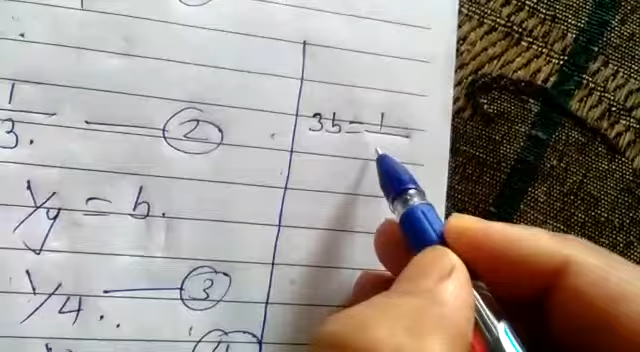 1/3. — ②
3b = 1
1/y = b.
1/4.. — ③